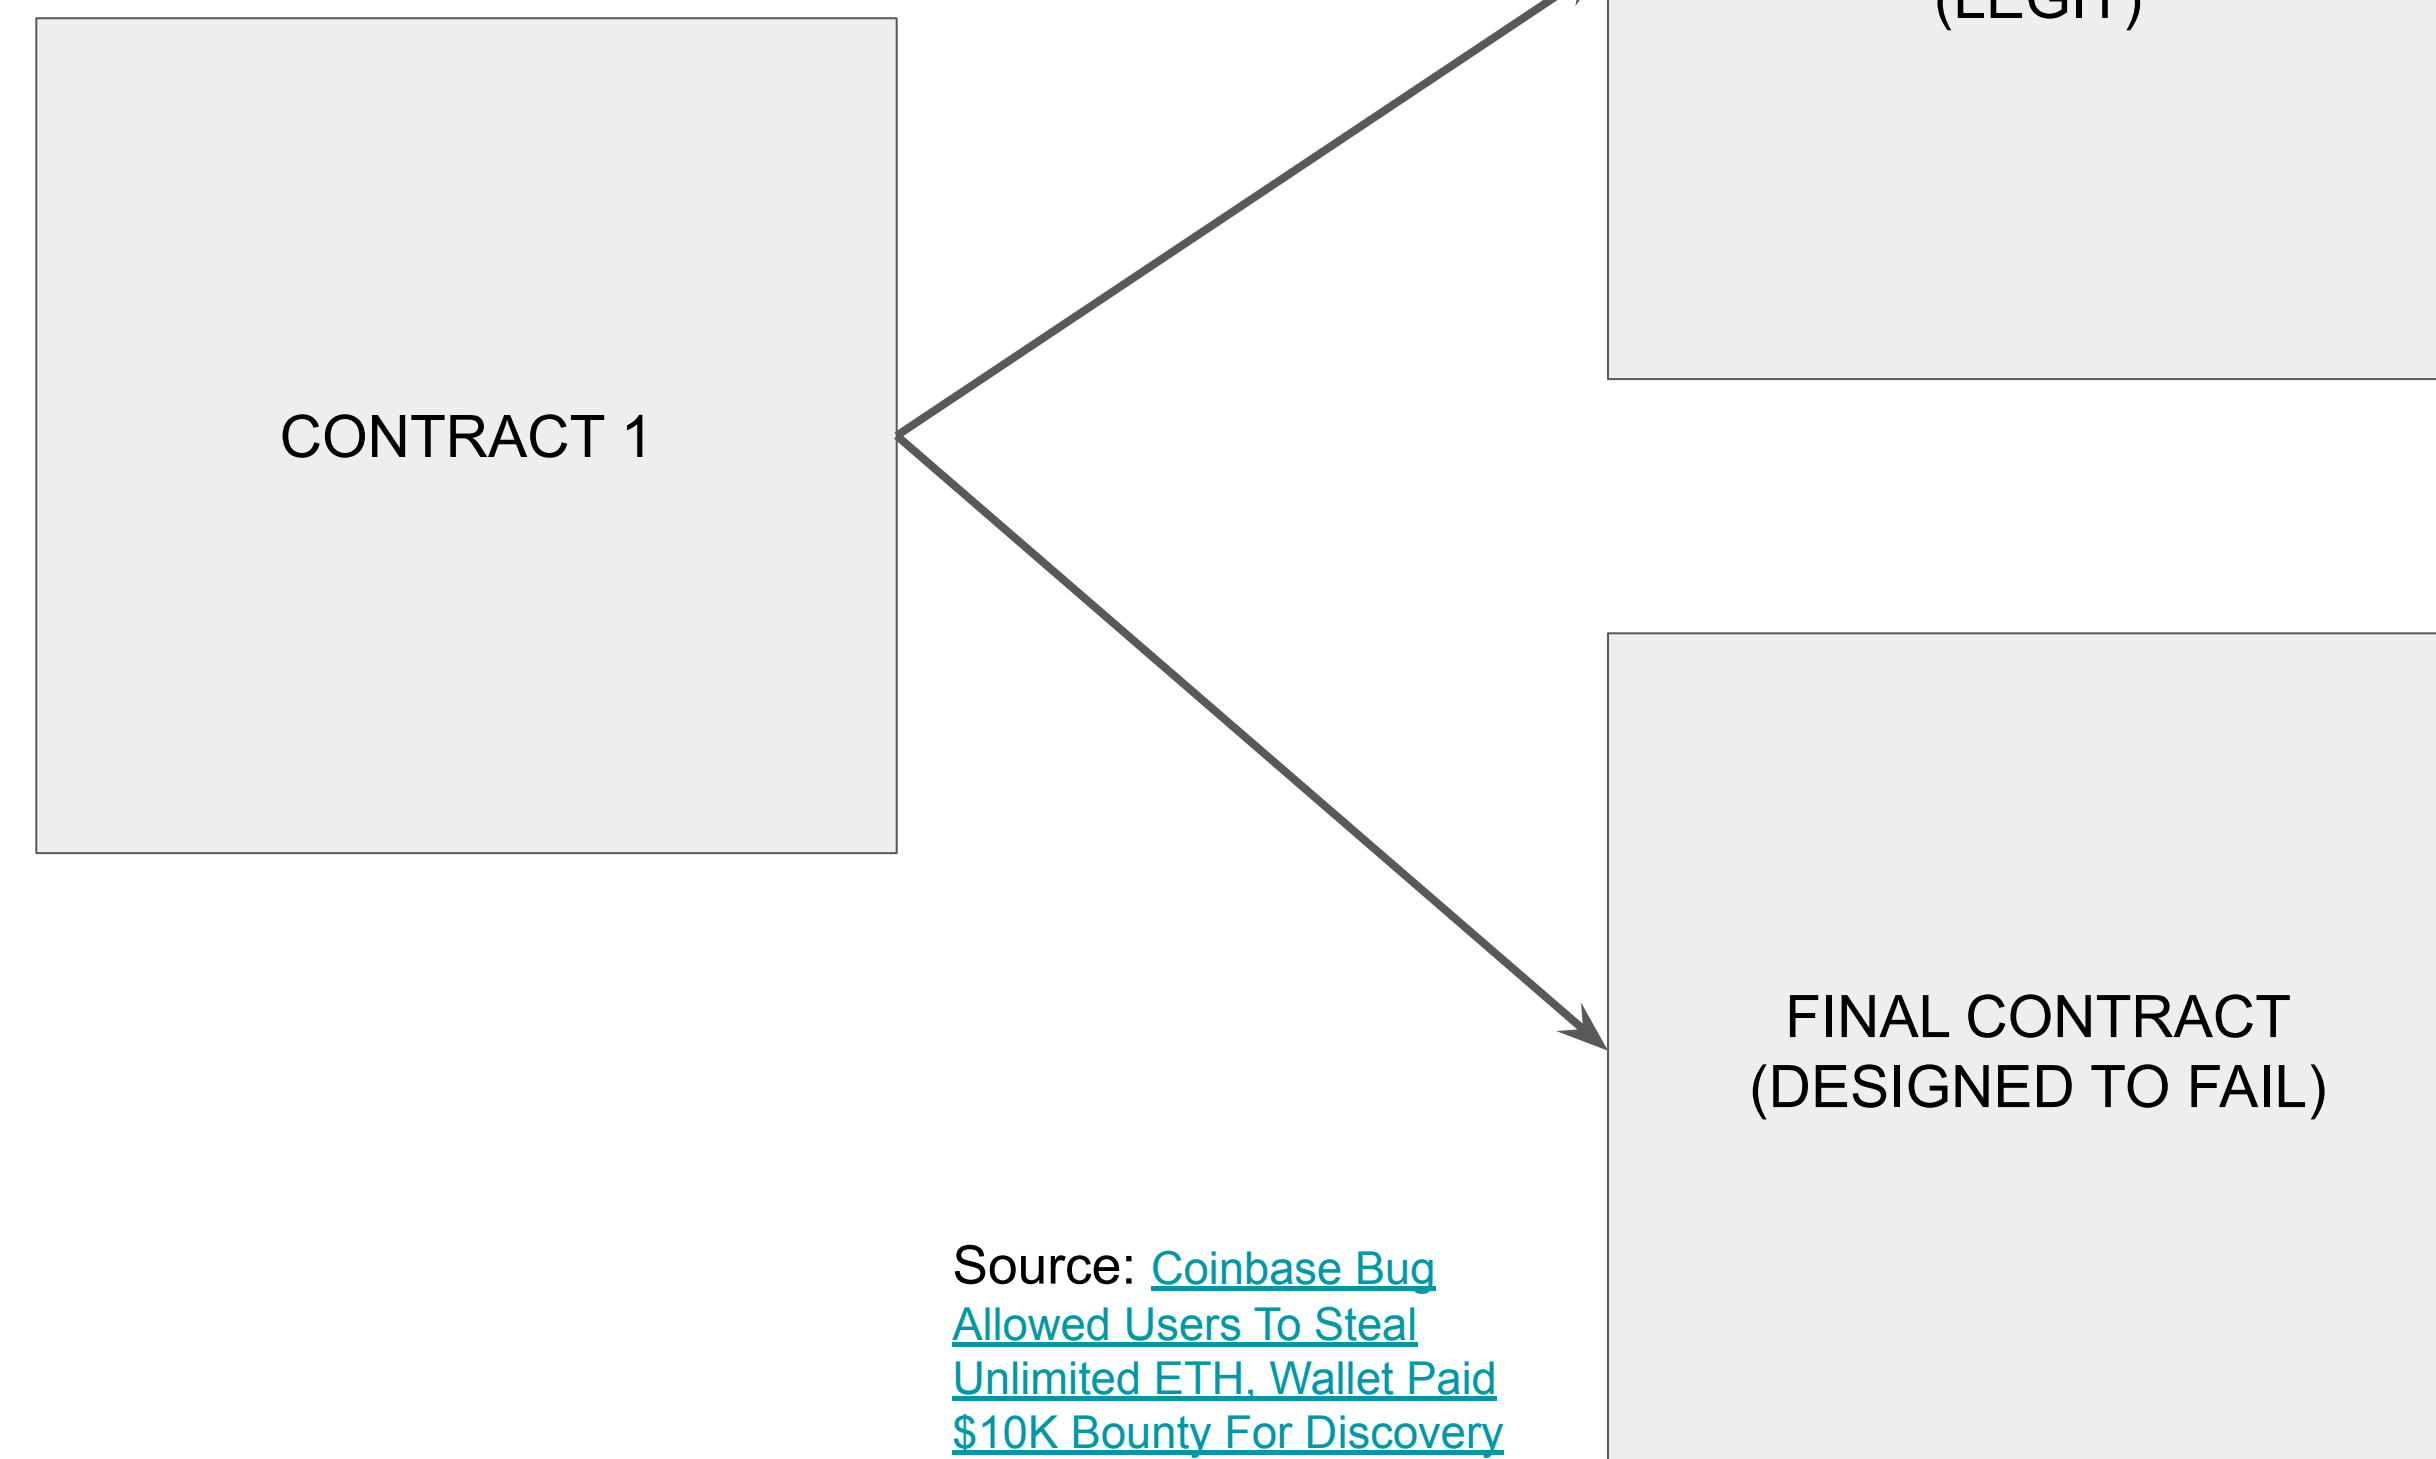 (LEGIT)
CONTRACT 1
FINAL CONTRACT
(DESIGNED TO FAIL)
Source: Coinbase Bug
Allowed Users To Steal
Unlimited ETH, Wallet Paid
$10K Bounty For Discovery